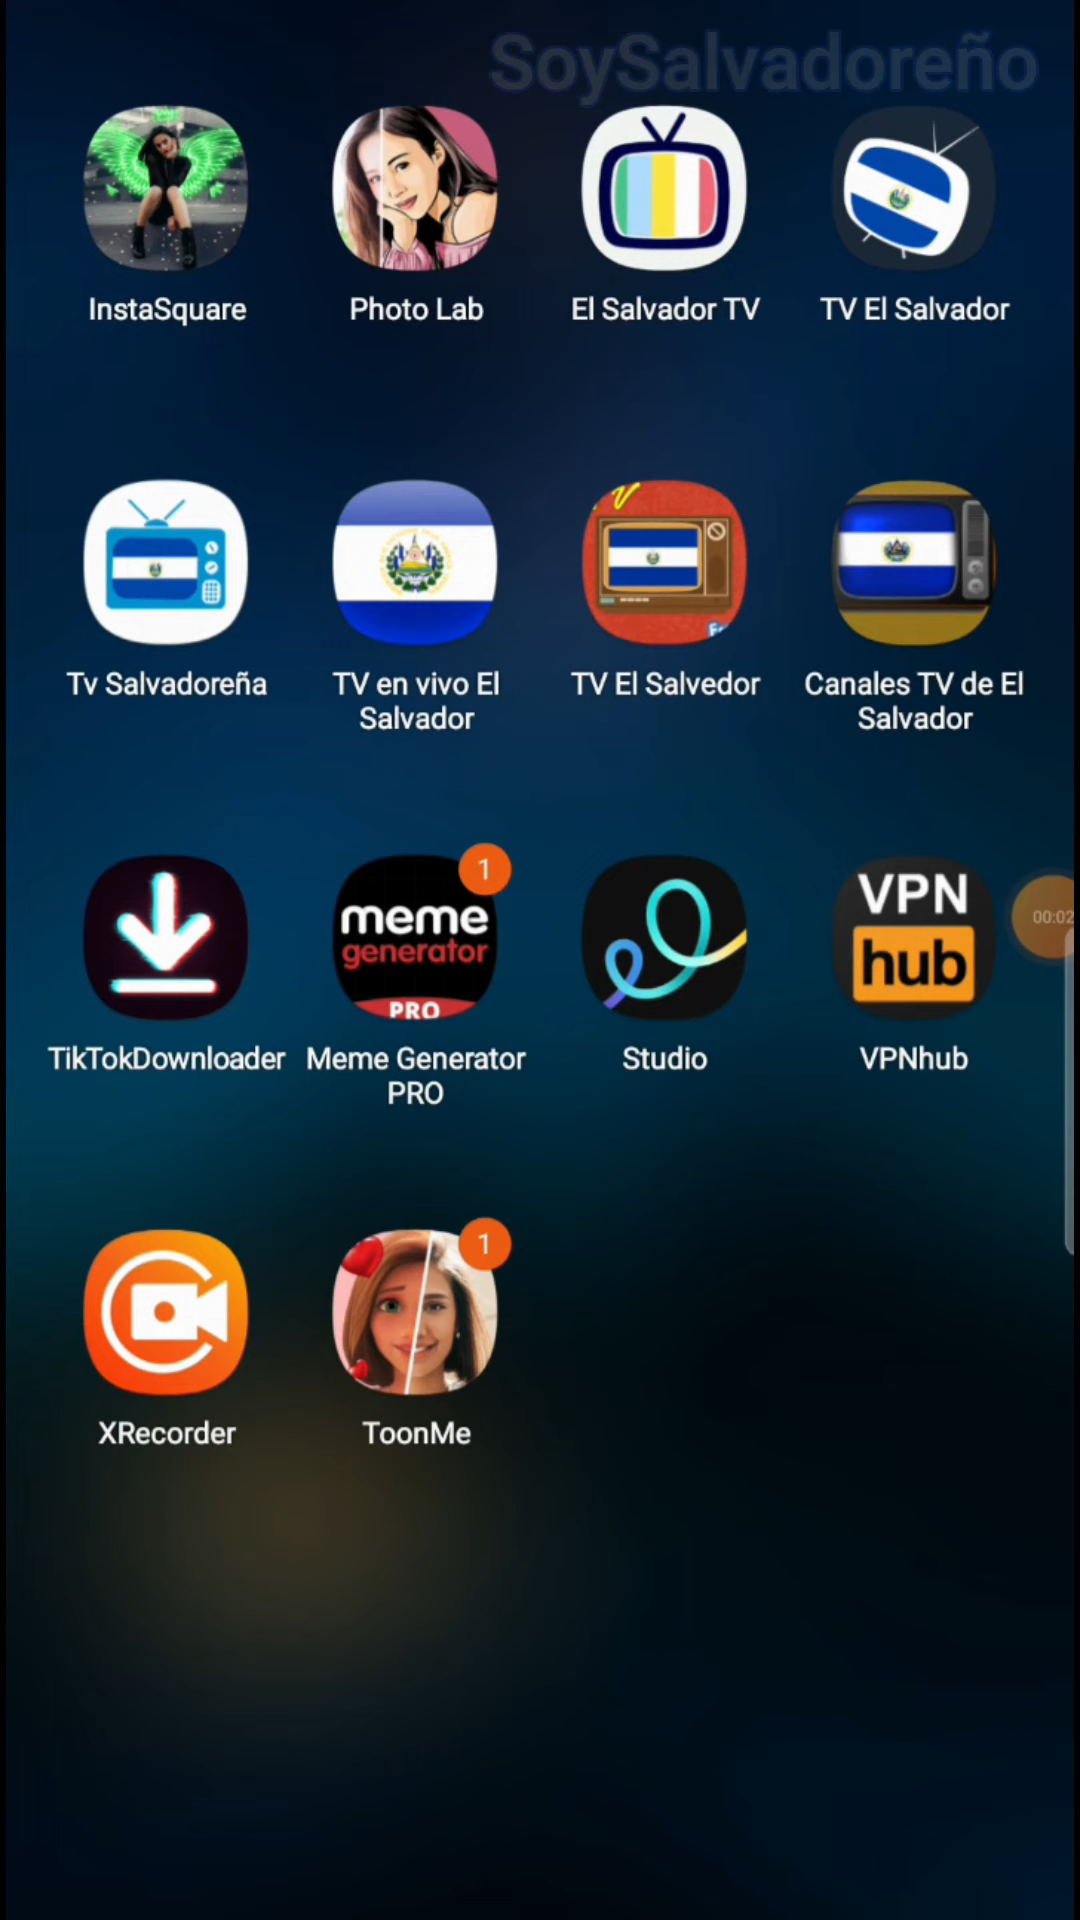 SoySalvadoreño
InstaSquare
Photo Lab
El Salvador TV
TV El Salvador
Tv Salvadoreña
TV en vivo El
Salvador
TV El Salvedor
Canales TV de El
Salvador
1
meme
generator
PRO
VPN
hub
00:02
TikTokDownloader
Meme Generator
PRO
Studio
VPNhub
1
XRecorder
ToonMe